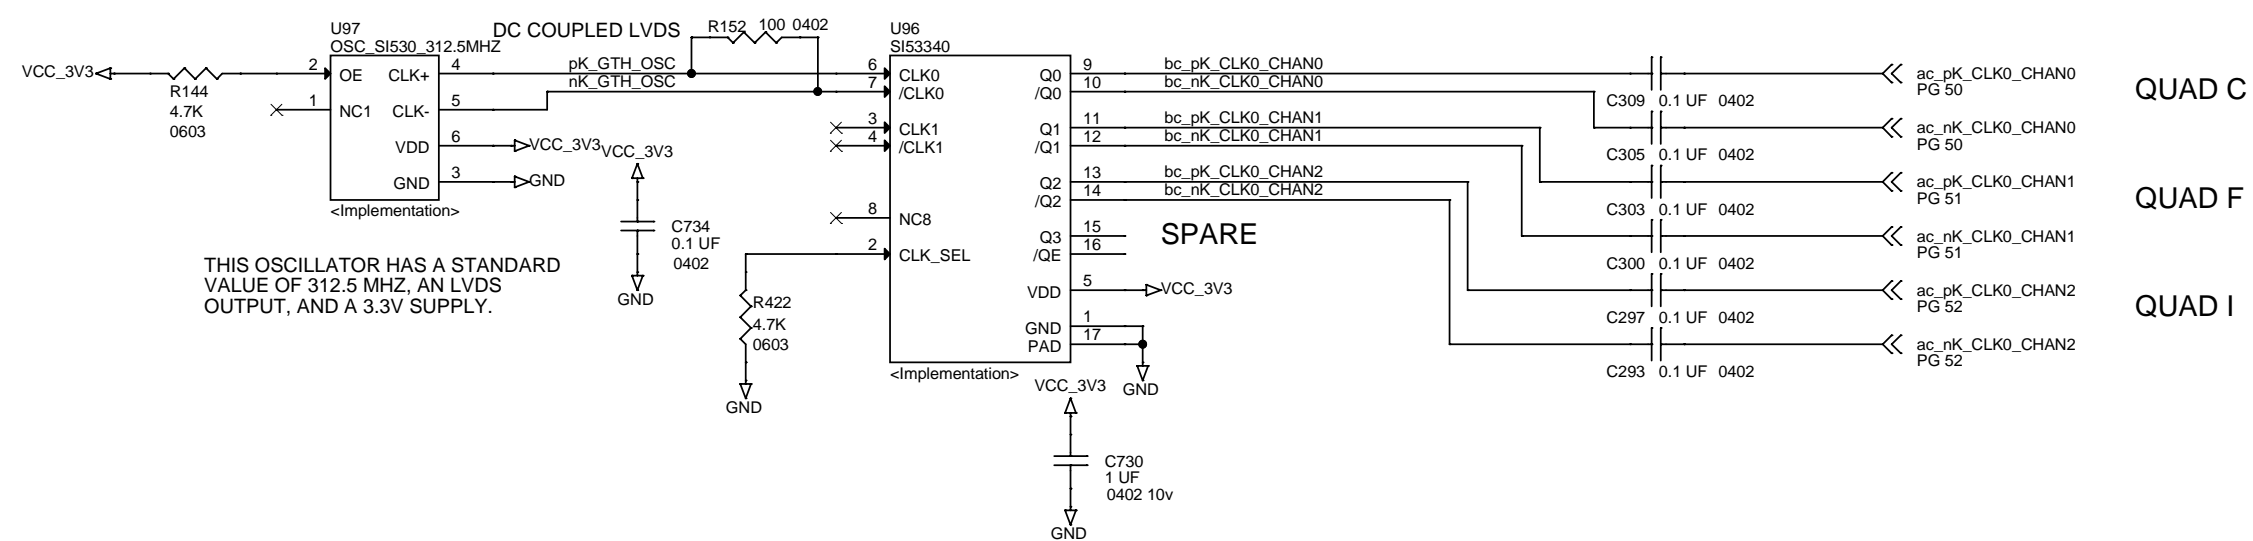 U97
OSC_SI530_312.5MHZ
DC COUPLED LVDS
R152 100 0402
U96
SI53340
VCC_3V3
R144
4.7K
0603
2 OE
1 NC1
CLK+ 4
CLK- 5
VDD 6
GND 3
<Implementation>
pK_GTH_OSC
nK_GTH_OSC
VCC_3V3
GND
VCC_3V3
C734
0.1 UF
0402
GND
THIS OSCILLATOR HAS A STANDARD
VALUE OF 312.5 MHZ, AN LVDS
OUTPUT, AND A 3.3V SUPPLY.
6 CLK0
7 /CLK0
3 CLK1
4 /CLK1
8 NC8
2 CLK_SEL
R422
4.7K
0603
GND
Q0 9
/Q0 10
Q1 11
/Q1 12
Q2 13
/Q2 14
Q3 15
/QE 16
VDD 5
GND 1
PAD 17
<Implementation>
bc_pK_CLK0_CHAN0
bc_nK_CLK0_CHAN0
bc_pK_CLK0_CHAN1
bc_nK_CLK0_CHAN1
bc_pK_CLK0_CHAN2
bc_nK_CLK0_CHAN2
SPARE
VCC_3V3
GND
VCC_3V3
C730
1 UF
0402 10v
GND
C309 0.1 UF 0402
C305 0.1 UF 0402
C303 0.1 UF 0402
C300 0.1 UF 0402
C297 0.1 UF 0402
C293 0.1 UF 0402
ac_pK_CLK0_CHAN0
PG 50
ac_nK_CLK0_CHAN0
PG 50
ac_pK_CLK0_CHAN1
PG 51
ac_nK_CLK0_CHAN1
PG 51
ac_pK_CLK0_CHAN2
PG 52
ac_nK_CLK0_CHAN2
PG 52
QUAD C
QUAD F
QUAD I